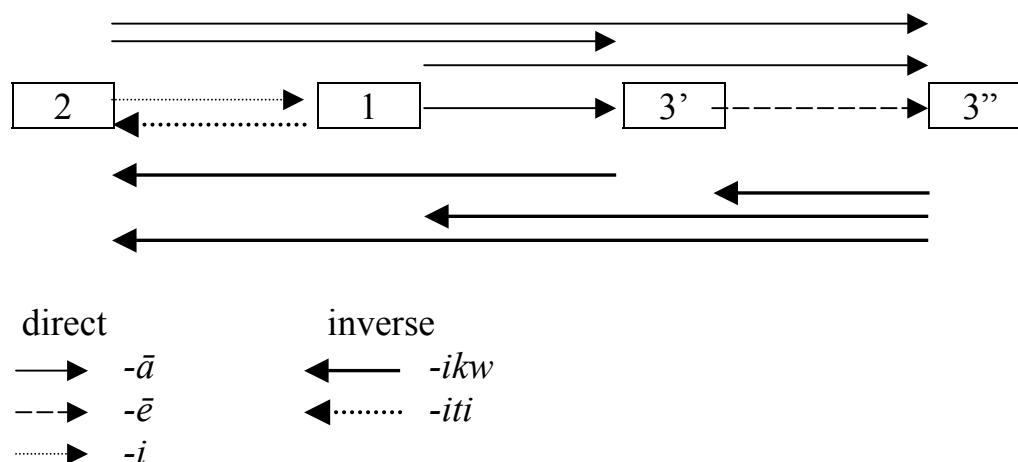 2 1 3’ 3”
direct inverse
-ā -ikw
-ē -iti
-i